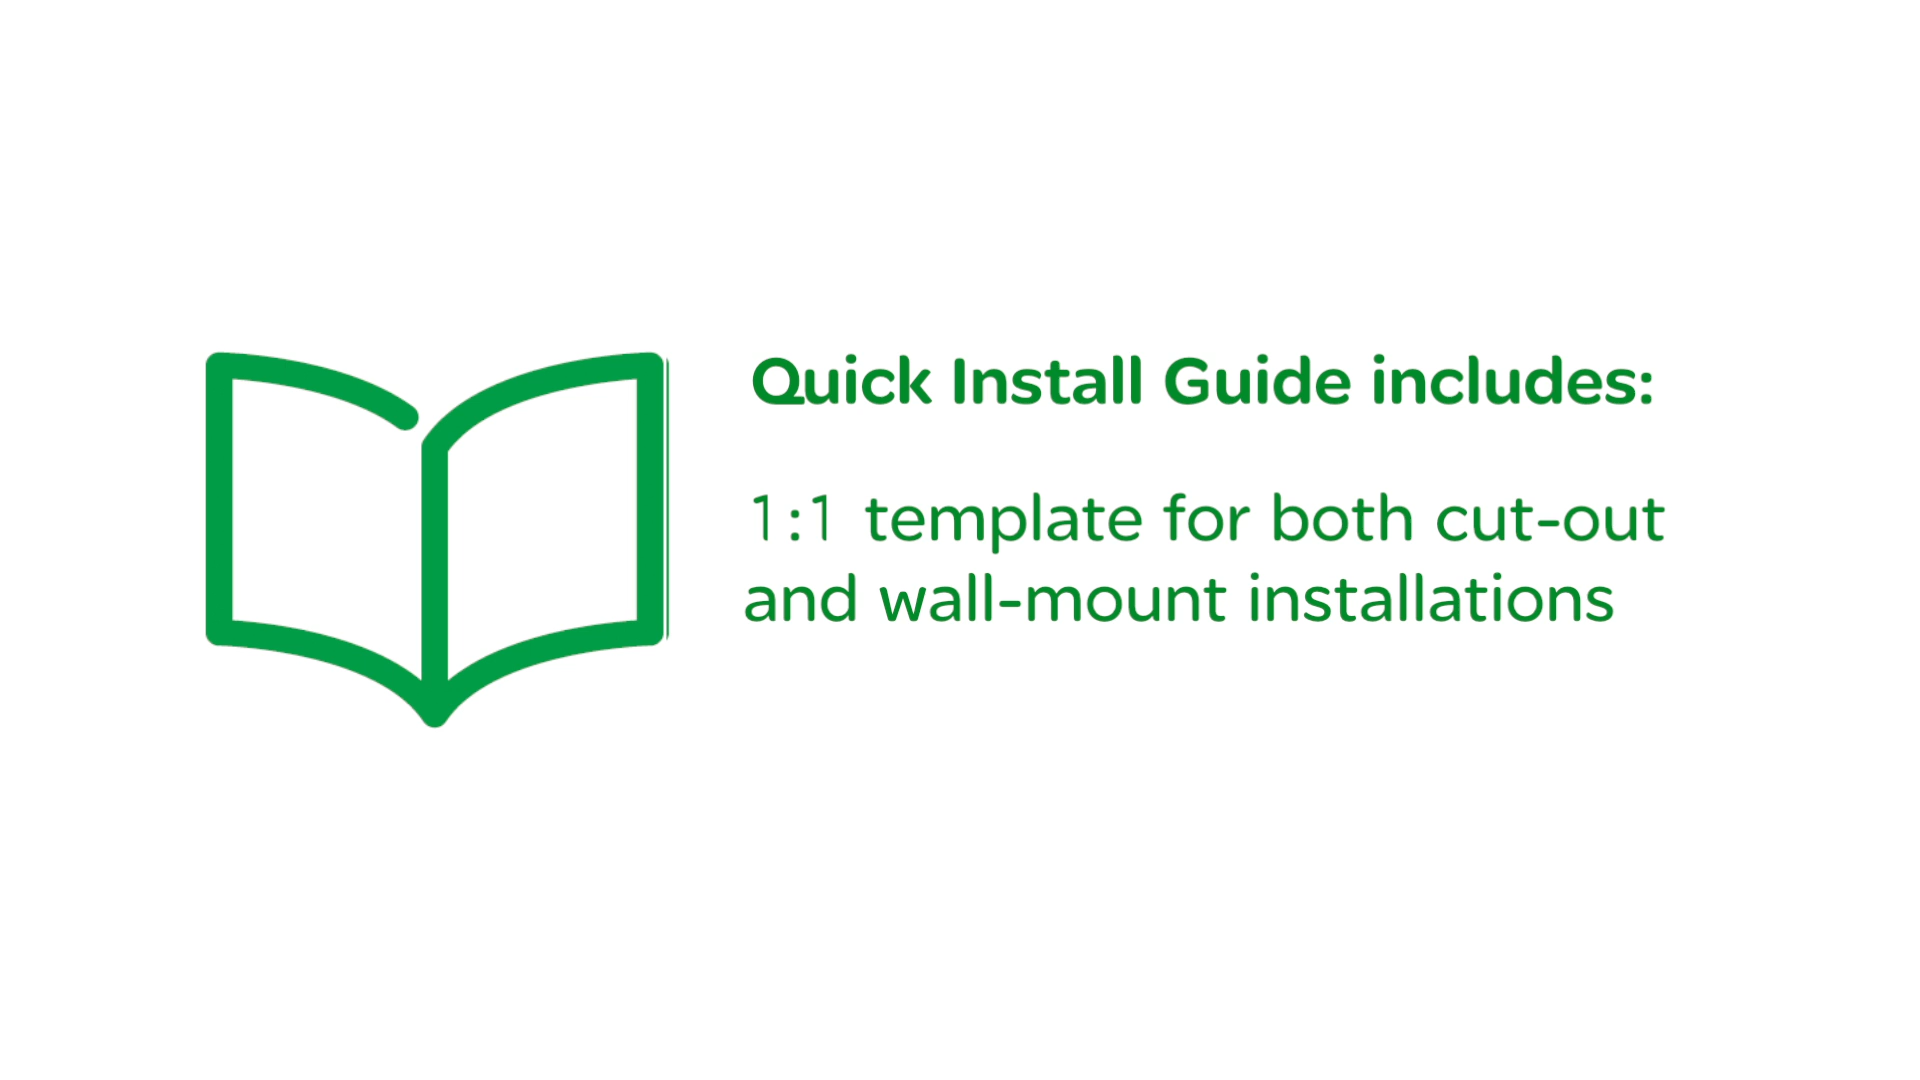 Quick Install Guide includes:
1:1 template for both cut-out
and wall-mount installations